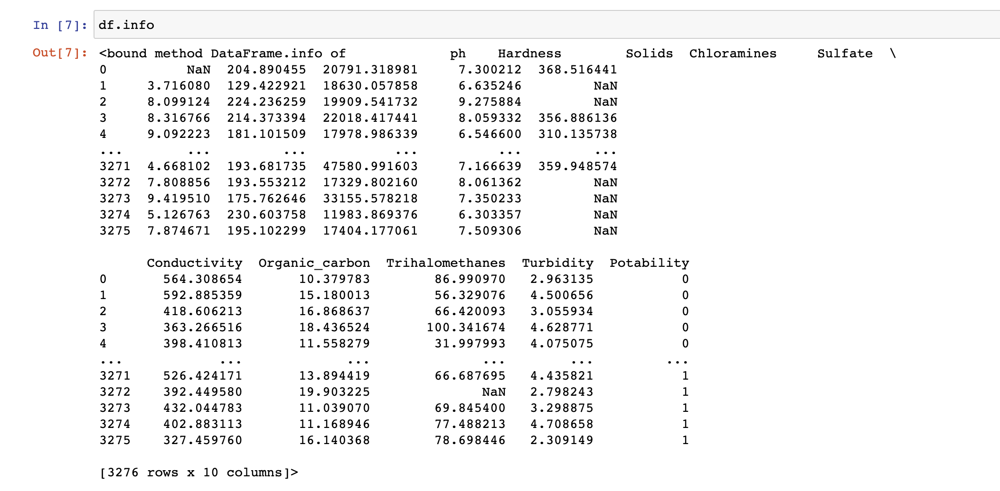 In [7]: df.info
Out[7]: <bound method DataFrame.info of             ph    Hardness        Solids  Chloramines     Sulfate  \
0          NaN  204.890455  20791.318981     7.300212  368.516441
1     3.716080  129.422921  18630.057858     6.635246         NaN
2     8.099124  224.236259  19909.541732     9.275884         NaN
3     8.316766  214.373394  22018.417441     8.059332  356.886136
4     9.092223  181.101509  17978.986339     6.546600  310.135738
...        ...         ...           ...          ...         ...
3271  4.668102  193.681735  47580.991603     7.166639  359.948574
3272  7.808856  193.553212  17329.802160     8.061362         NaN
3273  9.419510  175.762646  33155.578218     7.350233         NaN
3274  5.126763  230.603758  11983.869376     6.303357         NaN
3275  7.874671  195.102299  17404.177061     7.509306         NaN
      Conductivity  Organic_carbon  Trihalomethanes  Turbidity  Potability
0       564.308654       10.379783        86.990970   2.963135           0
1       592.885359       15.180013        56.329076   4.500656           0
2       418.606213       16.868637        66.420093   3.055934           0
3       363.266516       18.436524       100.341674   4.628771           0
4       398.410813       11.558279        31.997993   4.075075           0
...            ...             ...              ...        ...         ...
3271    526.424171       13.894419        66.687695   4.435821           1
3272    392.449580       19.903225              NaN   2.798243           1
3273    432.044783       11.039070        69.845400   3.298875           1
3274    402.883113       11.168946        77.488213   4.708658           1
3275    327.459760       16.140368        78.698446   2.309149           1
[3276 rows x 10 columns]>